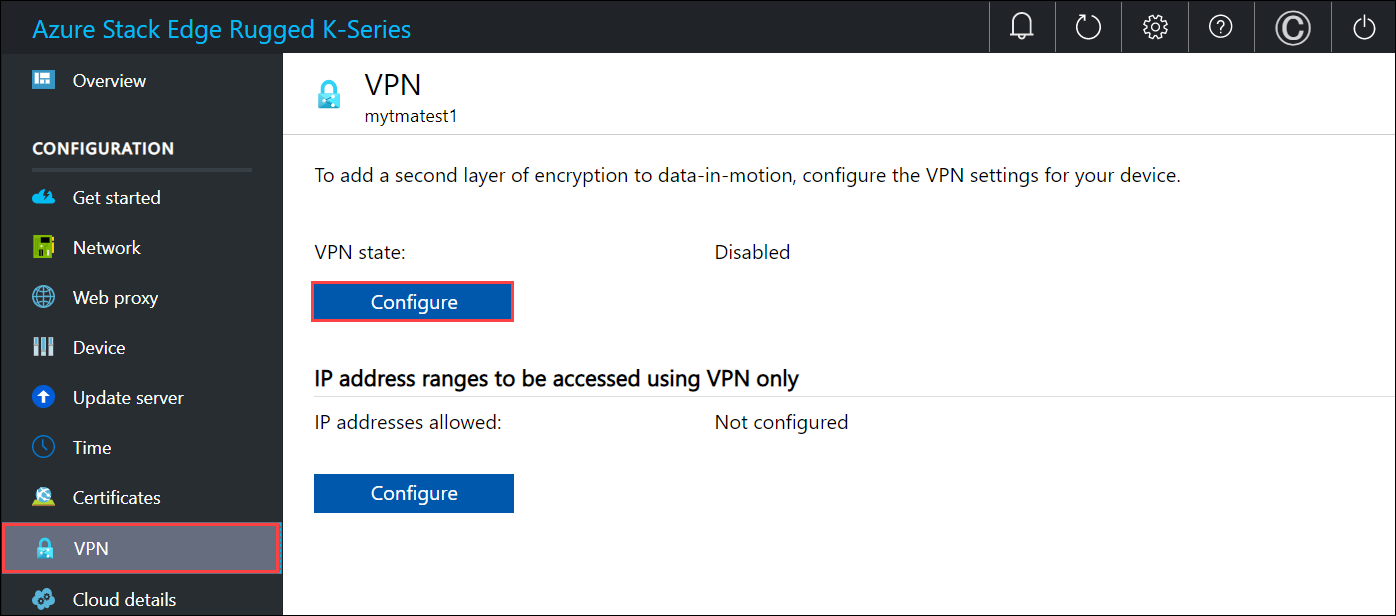 Azure Stack Edge Rugged K-Series
Overview
CONFIGURATION
Get started
Network
Web proxy
Device
Update server
Time
Certificates
VPN
Cloud details
VPN
mytmatest1
To add a second layer of encryption to data-in-motion, configure the VPN settings for your device.
VPN state: Disabled
Configure
IP address ranges to be accessed using VPN only
IP addresses allowed: Not configured
Configure